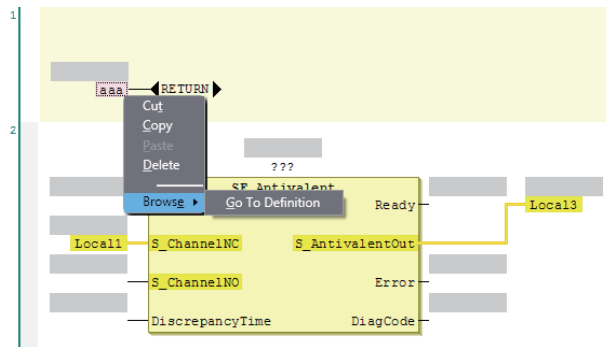 1
aaa RETURN
Cut
Copy
Paste
Delete
Browse
Go To Definition
2
???
SF_Antivalent
Ready
Local3
Local1
S_ChannelNC
S_AntivalentOut
S_ChannelNO
Error
DiscrepancyTime
DiagCode